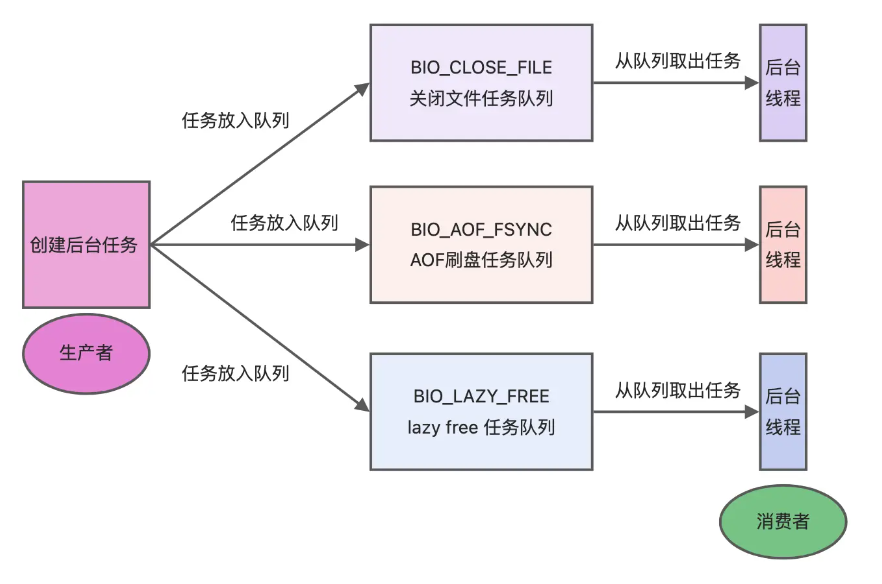 BIO_CLOSE_FILE
关闭文件任务队列
从队列取出任务
后台
线程
任务放入队列
创建后台任务
任务放入队列
BIO_AOF_FSYNC
AOF刷盘任务队列
从队列取出任务
后台
线程
生产者
任务放入队列
BIO_LAZY_FREE
lazy free 任务队列
从队列取出任务
后台
线程
消费者